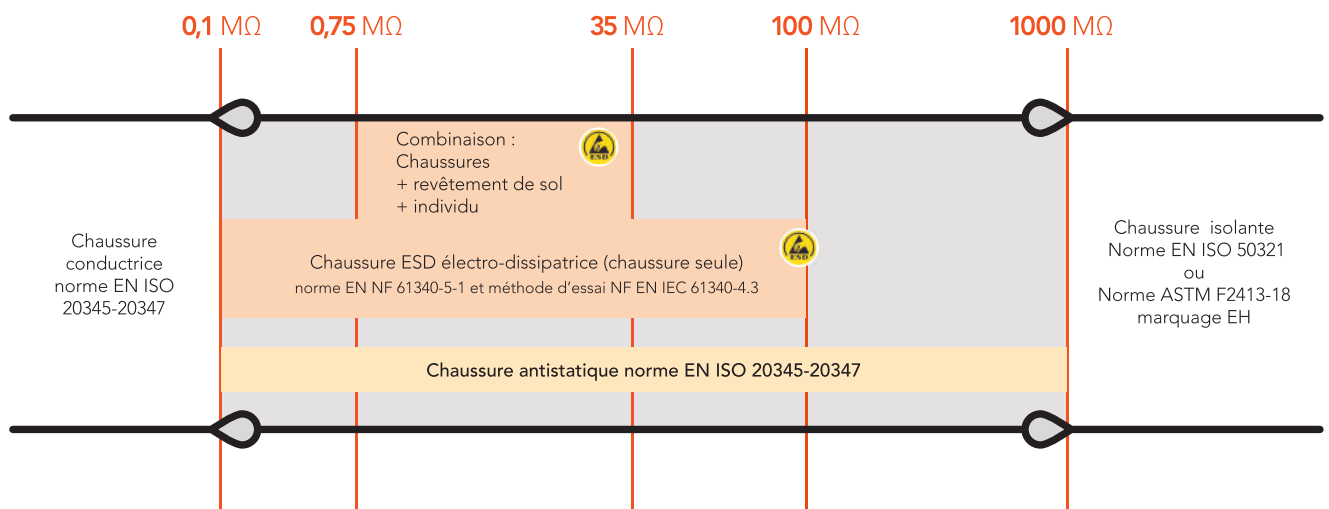 0,1 MΩ
0,75 MΩ
35 MΩ
100 MΩ
1000 MΩ
Combinaison :
Chaussures
+ revêtement de sol
+ individu
ESD
Chaussure
conductrice
norme EN ISO
20345-20347
Chaussure ESD électro-dissipatrice (chaussure seule)
norme EN NF 61340-5-1 et méthode d'essai NF EN IEC 61340-4.3
ESD
Chaussure isolante
Norme EN ISO 50321
ou
Norme ASTM F2413-18
marquage EH
Chaussure antistatique norme EN ISO 20345-20347